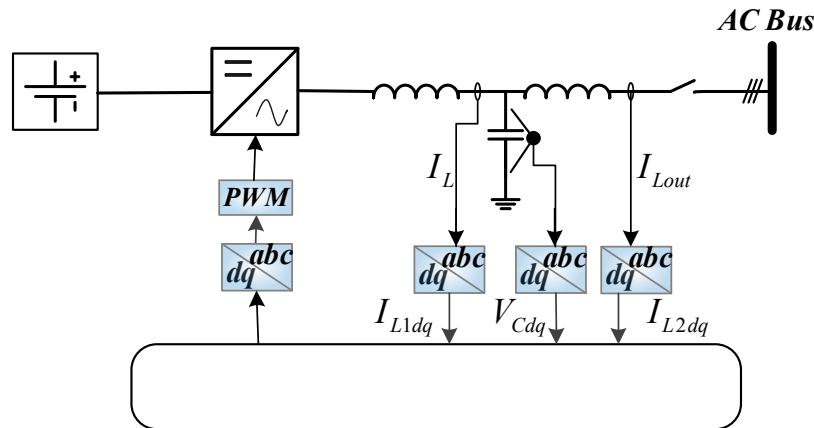 AC Bus
+
I_L
I_Lout
PWM
abc
dq
abc
dq
abc
dq
abc
dq
I_L1dq
V_Cdq
I_L2dq